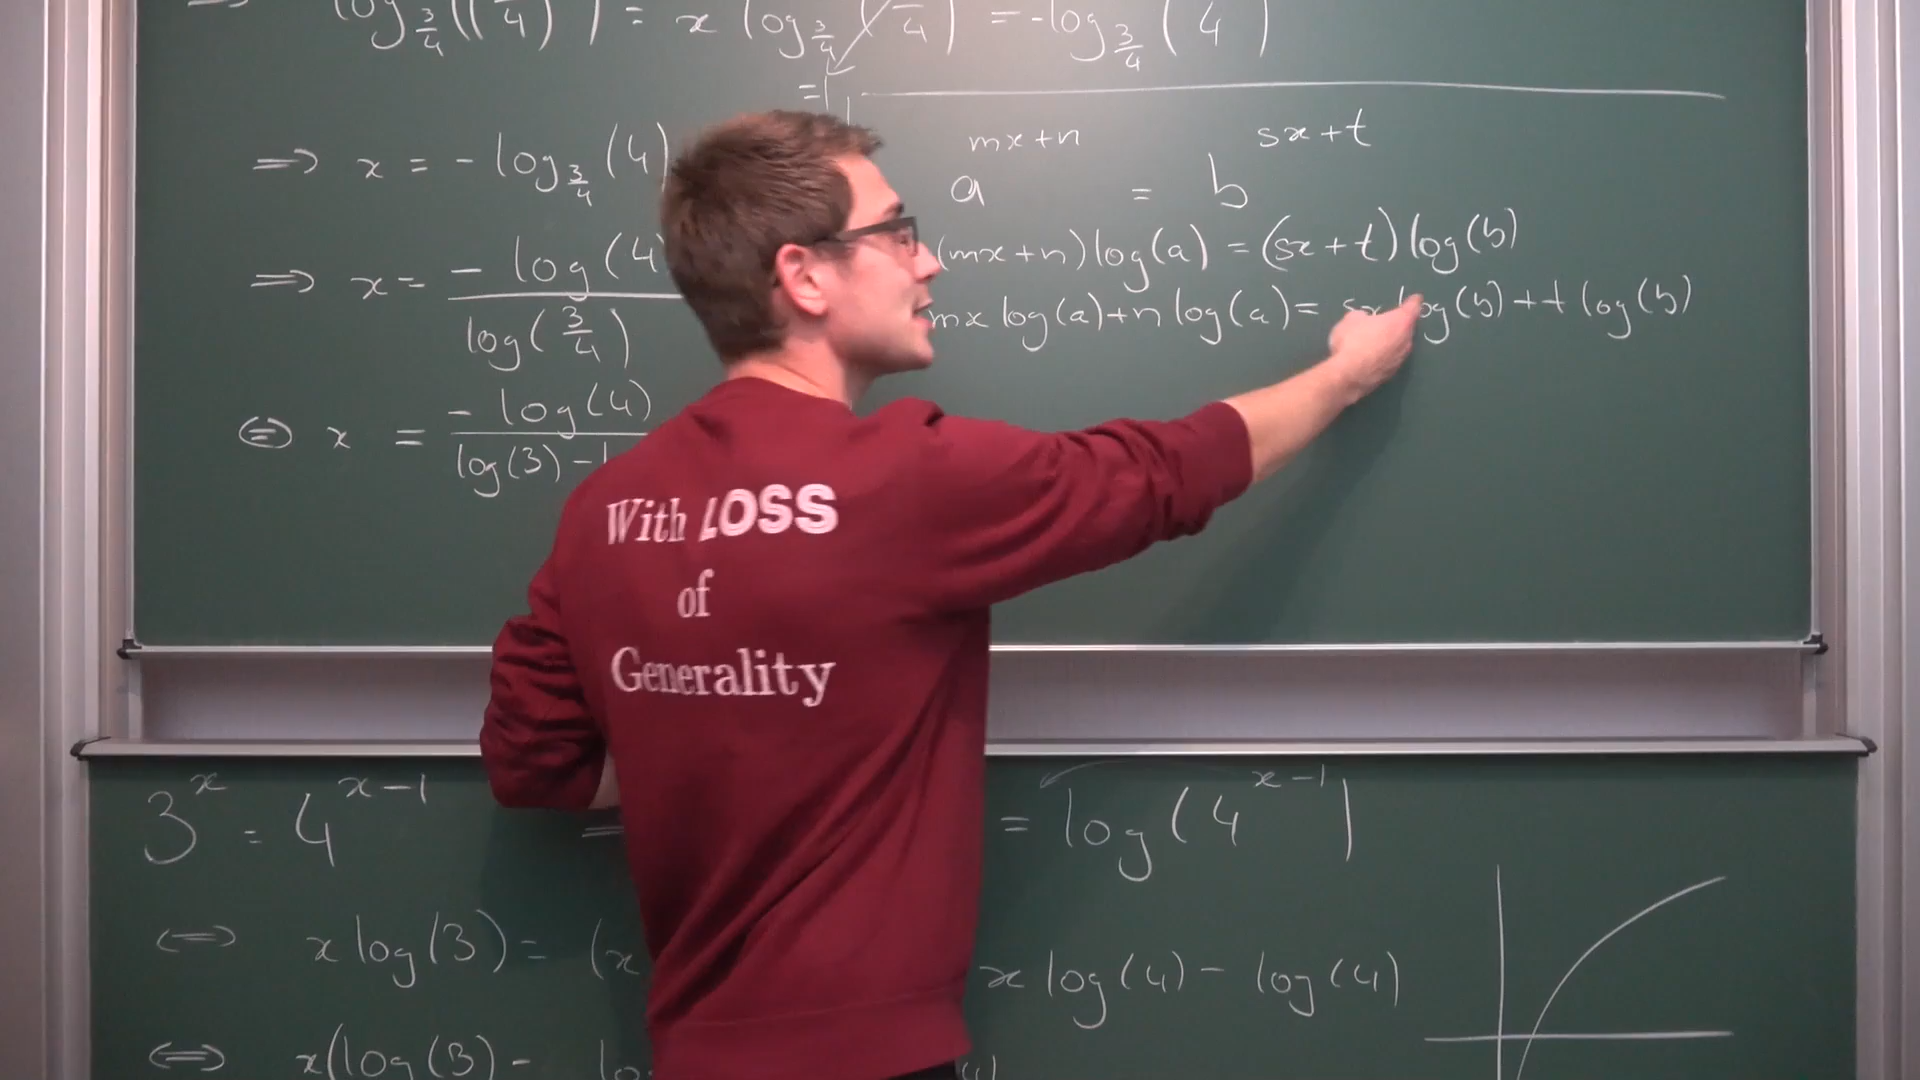 log_{3/4}((3/4)^x) = x log_{3/4}(3/4) = -log_{3/4}(4)
=1
=> x = -log_{3/4}(4)
=> x = -log(4) / log(3/4)
<=> x = -log(4) / log(3) -
a^{mx+n} = b^{sx+t}
(mx+n)log(a) = (sx+t)log(b)
mx log(a)+n log(a) = sx log(b)+t log(b)
With LOSS
of
Generality
3^x = 4^{x-1}
= log(4^{x-1})
<=> x log(3) = (x
x log(4) - log(4)
<=> x(log(3) -